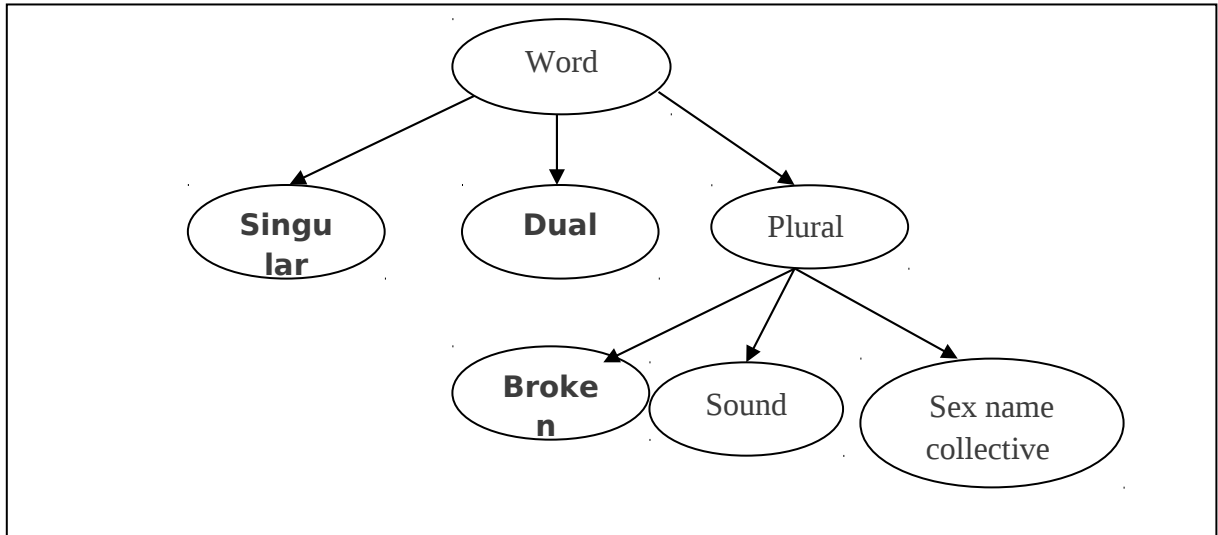 Word
Singu
lar
Dual
Plural
Broke
n
Sound
Sex name
collective